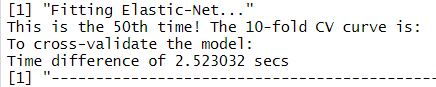 [1] "Fitting Elastic-Net..."
This is the 50th time! The 10-fold CV curve is:
To cross-validate the model:
Time difference of 2.523032 secs
[1] "----------------------------------------------